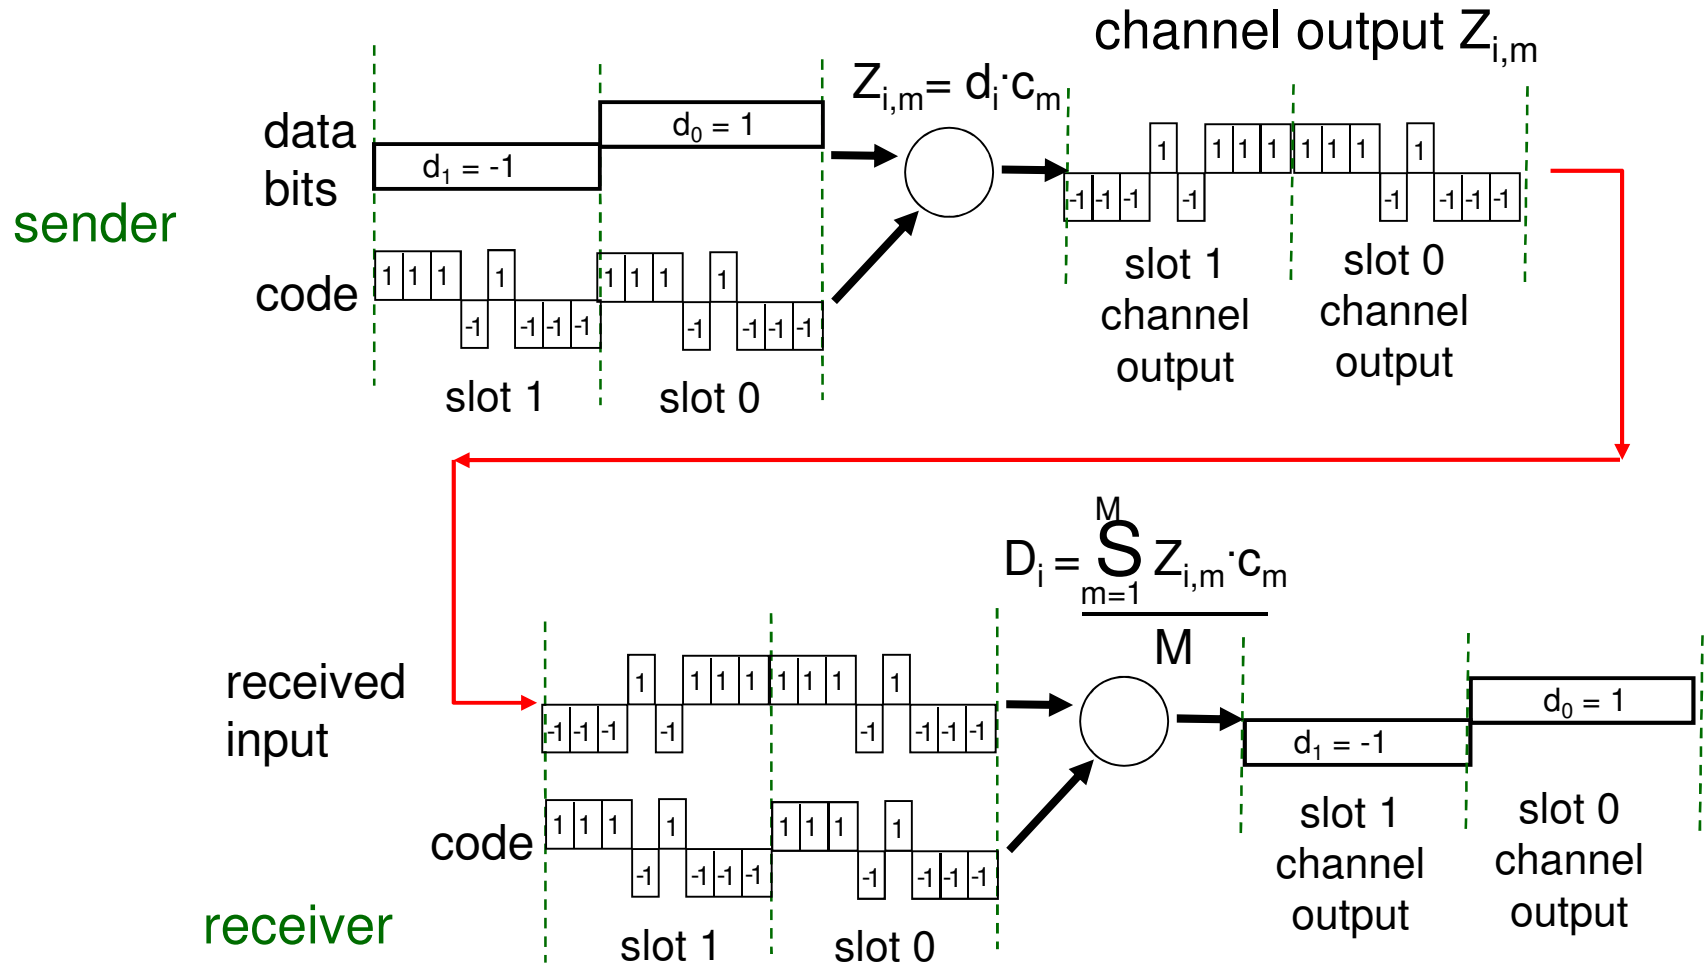 channel output Z_i,m
Z_i,m = d_i · c_m
data bits
d_0 = 1
d_1 = -1
sender
code
1 1 1 -1 1 -1 -1 -1
1 1 1 -1 1 -1 -1 -1
slot 1
slot 0
-1 -1 -1 1 -1 1 1 1
1 1 1 -1 1 -1 -1 -1
slot 1 channel output
slot 0 channel output
M
D_i = S Z_i,m · c_m
m=1
M
received input
-1 -1 -1 1 -1 1 1 1
1 1 1 -1 1 -1 -1 -1
code
1 1 1 -1 1 -1 -1 -1
1 1 1 -1 1 -1 -1 -1
receiver
slot 1
slot 0
d_0 = 1
d_1 = -1
slot 1 channel output
slot 0 channel output